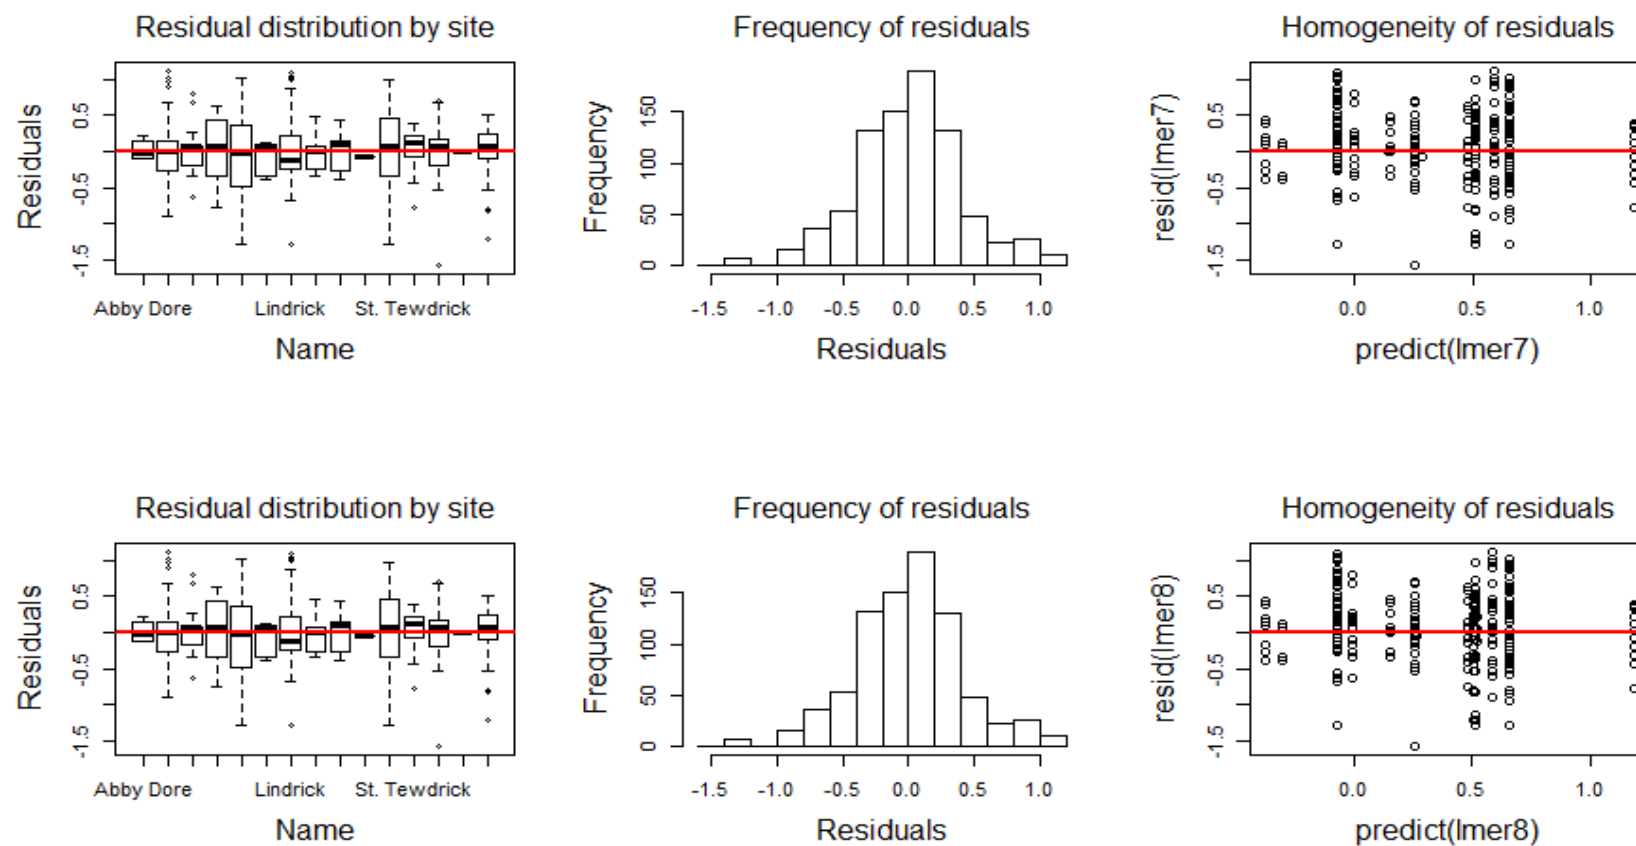 Residual distribution by site
Residuals
0.5
-0.5
-1.5
Abby Dore Lindrick St. Tewdrick
Name
Frequency of residuals
Frequency
150
100
50
0
-1.5 -1.0 -0.5 0.0 0.5 1.0
Residuals
Homogeneity of residuals
resid(lmer7)
0.5
-0.5
-1.5
0.0 0.5 1.0
predict(lmer7)
Residual distribution by site
Residuals
0.5
-0.5
-1.5
Abby Dore Lindrick St. Tewdrick
Name
Frequency of residuals
Frequency
150
100
50
0
-1.5 -1.0 -0.5 0.0 0.5 1.0
Residuals
Homogeneity of residuals
resid(lmer8)
0.5
-0.5
-1.5
0.0 0.5 1.0
predict(lmer8)